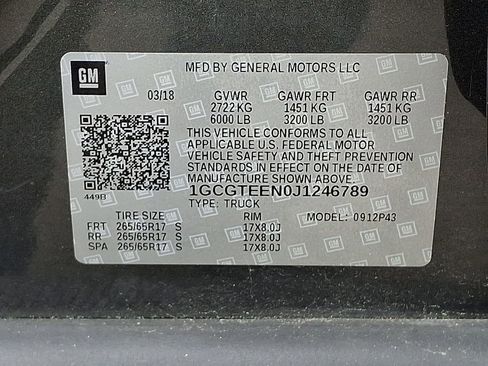 GM
MFD BY GENERAL MOTORS LLC
03/18 GVWR GAWR FRT GAWR RR
2722 KG 1451 KG 1451 KG
6000 LB 3200 LB 3200 LB
THIS VEHICLE CONFORMS TO ALL
APPLICABLE U.S. FEDERAL MOTOR
VEHICLE SAFETY AND THEFT
PREVENTION STANDARDS IN EFFECT ON
THE DATE OF
MANUFACTURE SHOWN ABOVE.
449B 1GCGTEEN0J1246789
TYPE: TRUCK MODEL: 0912P43
TIRE SIZE RIM
FRT 265/65R17 S 17X8.0J
RR 265/65R17 S 17X8.0J
SPA 265/65R17 S 17X8.0J